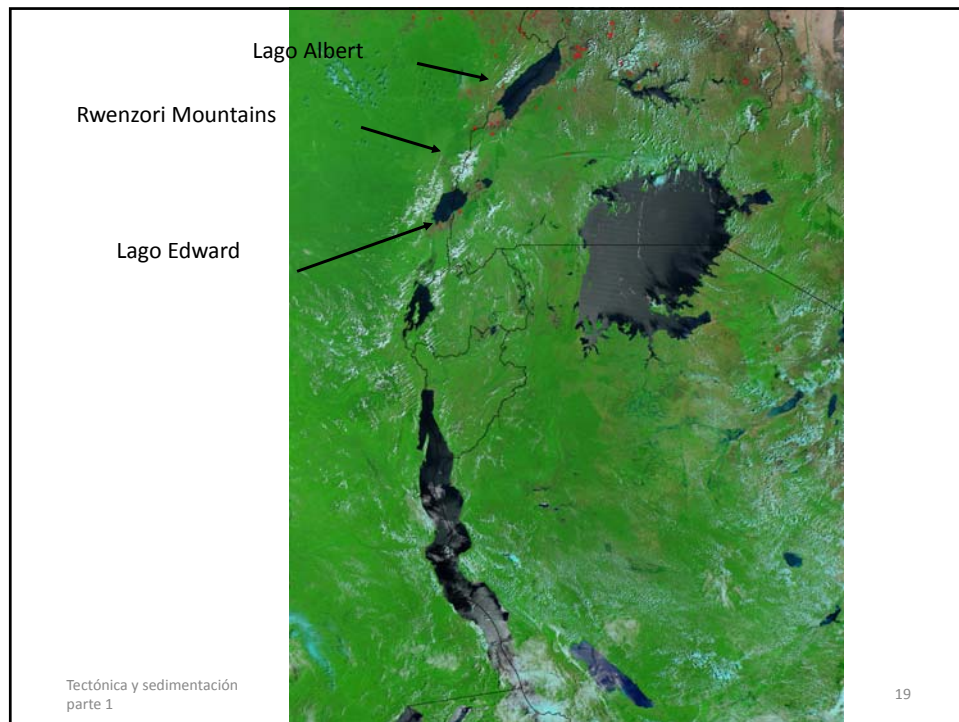 Lago Albert
Rwenzori Mountains
Lago Edward
Tectónica y sedimentación
parte 1
19